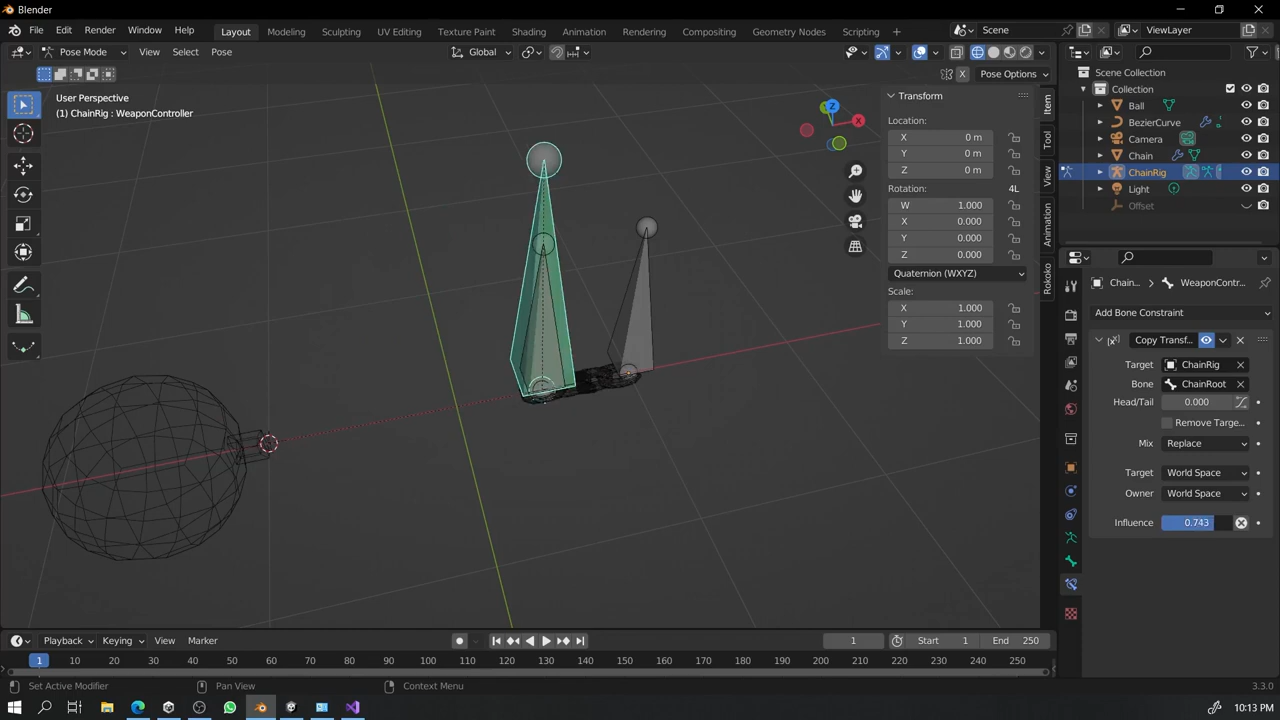 Blender
File Edit Render Window Help
Layout Modeling Sculpting UV Editing Texture Paint Shading Animation Rendering Compositing Geometry Nodes Scripting +
Scene
ViewLayer
Pose Mode View Select Pose
Global
X Pose Options
User Perspective
(1) ChainRig : WeaponController
Z
X
Transform
Location:
X 0 m
Y 0 m
Z 0 m
Rotation: 4L
W 1.000
X 0.000
Y 0.000
Z 0.000
Quaternion (WXYZ)
Scale:
X 1.000
Y 1.000
Z 1.000
Item
Tool
View
Animation
Rokoko
Scene Collection
Collection
Ball
BezierCurve
Camera
Chain
ChainRig
Light
Offset
Chain... WeaponContr...
Add Bone Constraint
Copy Transf...
Target ChainRig
Bone ChainRoot
Head/Tail 0.000
Remove Targe...
Mix Replace
Target World Space
Owner World Space
Influence 0.743
Playback Keying View Marker
1 Start 1 End 250
1 10 20 30 40 50 60 70 80 90 100 110 120 130 140 150 160 170 180 190 200 210 220 230 240 250
Set Active Modifier Pan View Context Menu 3.3.0
10:13 PM